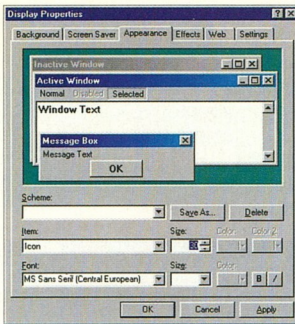 Display Properties
Background Screen Saver Appearance Effects Web Settings
Inactive Window
Active Window
Normal Disabled Selected
Window Text
Message Box
Message Text
OK
Scheme:
Save As... Delete
Item: Size: Color: Color 2:
Icon
Font: Size: Color:
MS Sans Serif (Central European) B /
OK Cancel Apply